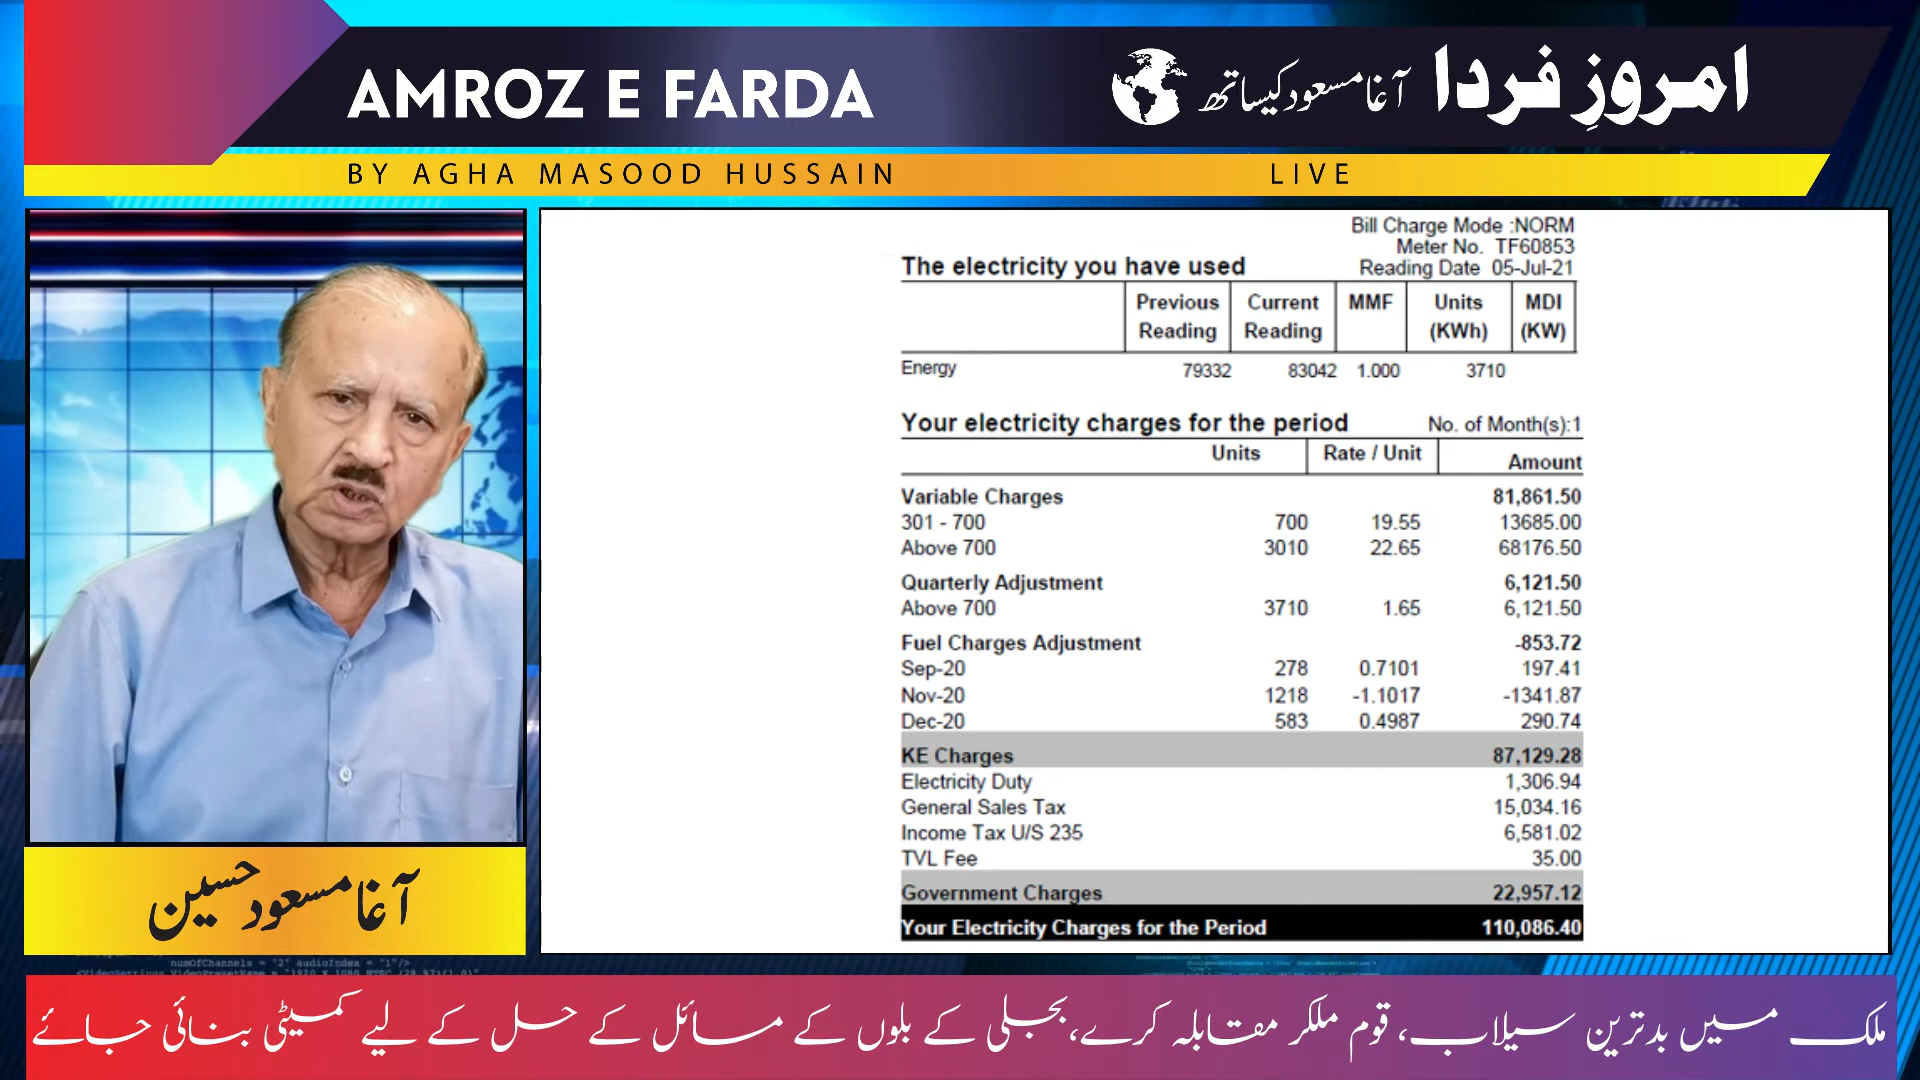 AMROZ E FARDA
امروزِ فردا آغا مسعود کیساتھ
BY AGHA MASOOD HUSSAIN
LIVE
Bill Charge Mode :NORM
Meter No. TF60853
The electricity you have used Reading Date 05-Jul-21
Previous Reading Current Reading MMF Units (KWh) MDI (KW)
Energy 79332 83042 1.000 3710
Your electricity charges for the period No. of Month(s):1
Units Rate / Unit Amount
Variable Charges 81,861.50
301 - 700 700 19.55 13685.00
Above 700 3010 22.65 68176.50
Quarterly Adjustment 6,121.50
Above 700 3710 1.65 6,121.50
Fuel Charges Adjustment -853.72
Sep-20 278 0.7101 197.41
Nov-20 1218 -1.1017 -1341.87
Dec-20 583 0.4987 290.74
KE Charges 87,129.28
Electricity Duty 1,306.94
General Sales Tax 15,034.16
Income Tax U/S 235 6,581.02
TVL Fee 35.00
Government Charges 22,957.12
Your Electricity Charges for the Period 110,086.40
آغا مسعود حسین
numOfChannels = "2" audioIndex = "1"/>
ملک میں بدترین سیلاب، قوم ملکر مقابلہ کرے،بجلی کے بلوں کے مسائل کے حل کے لیے کمیٹی بنائی جائے